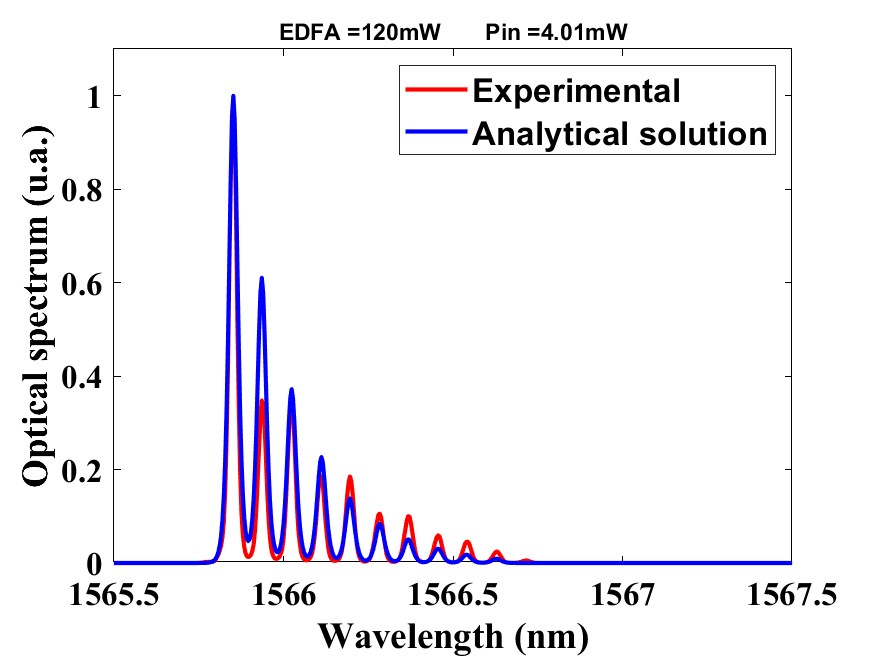 EDFA =120mW Pin =4.01mW
Experimental
Analytical solution
1
0.8
0.6
0.4
0.2
0
Optical spectrum (u.a.)
1565.5 1566 1566.5 1567 1567.5
Wavelength (nm)